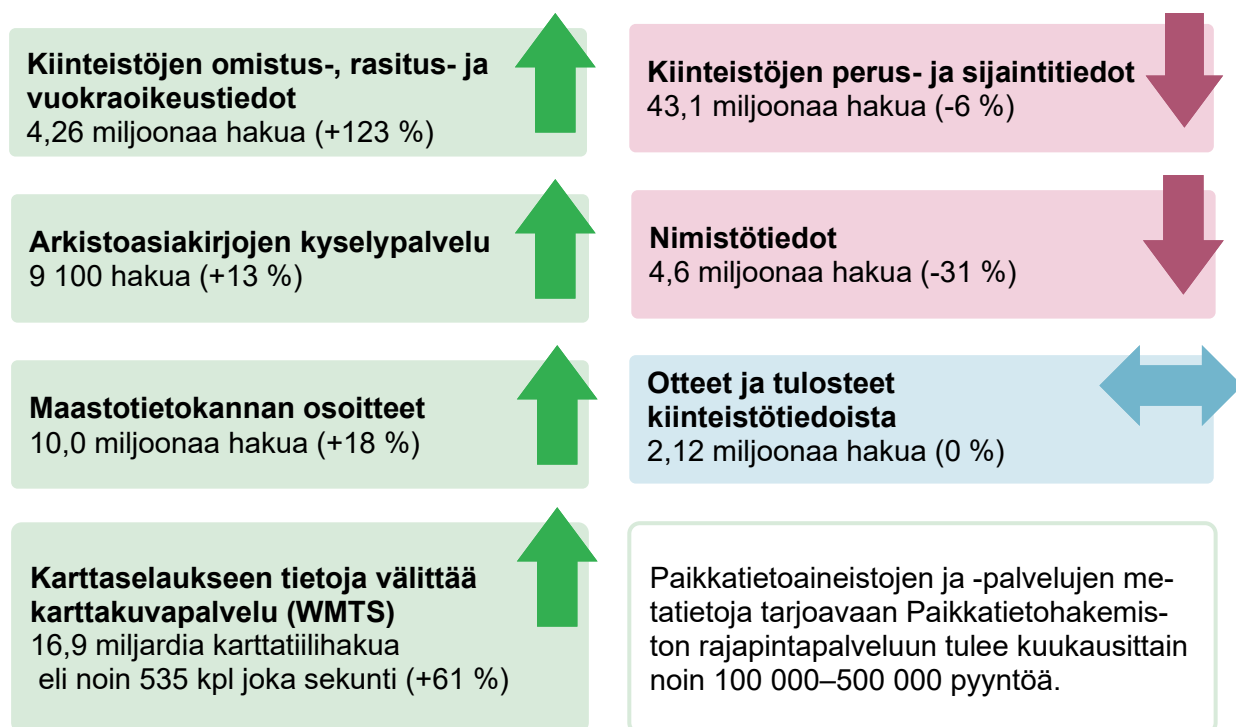 Kiinteistöjen omistus-, rasitus- ja
vuokraoikeustiedot
4,26 miljoonaa hakua (+123 %)
Arkistoasiakirjojen kyselypalvelu
9 100 hakua (+13 %)
Maastotietokannan osoitteet
10,0 miljoonaa hakua (+18 %)
Karttaselaukseen tietoja välittää
karttakuvapalvelu (WMTS)
16,9 miljardia karttatiilihakua
eli noin 535 kpl joka sekunti (+61 %)
Kiinteistöjen perus- ja sijaintitiedot
43,1 miljoonaa hakua (-6 %)
Nimistötiedot
4,6 miljoonaa hakua (-31 %)
Otteet ja tulosteet
kiinteistötiedoista
2,12 miljoonaa hakua (0 %)
Paikkatietoaineistojen ja -palvelujen me-
tatietoja tarjoavaan Paikkatietohakemis-
ton rajapintapalveluun tulee kuukausittain
noin 100 000–500 000 pyyntöä.